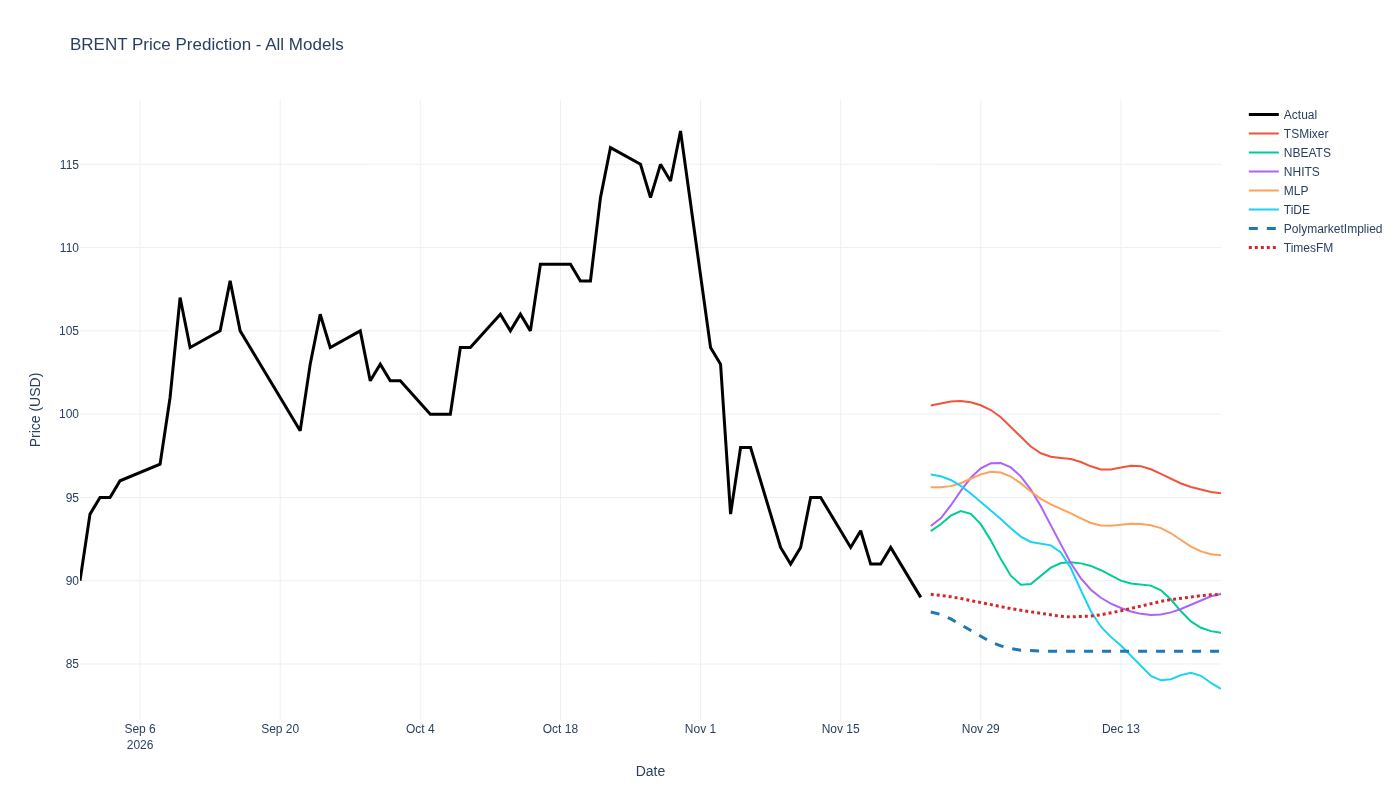 BRENT Price Prediction - All Models
Price (USD)
115
110
105
100
95
90
85
Sep 6
2026
Sep 20
Oct 4
Oct 18
Nov 1
Nov 15
Nov 29
Dec 13
Date
Actual
TSMixer
NBEATS
NHITS
MLP
TiDE
PolymarketImplied
TimesFM